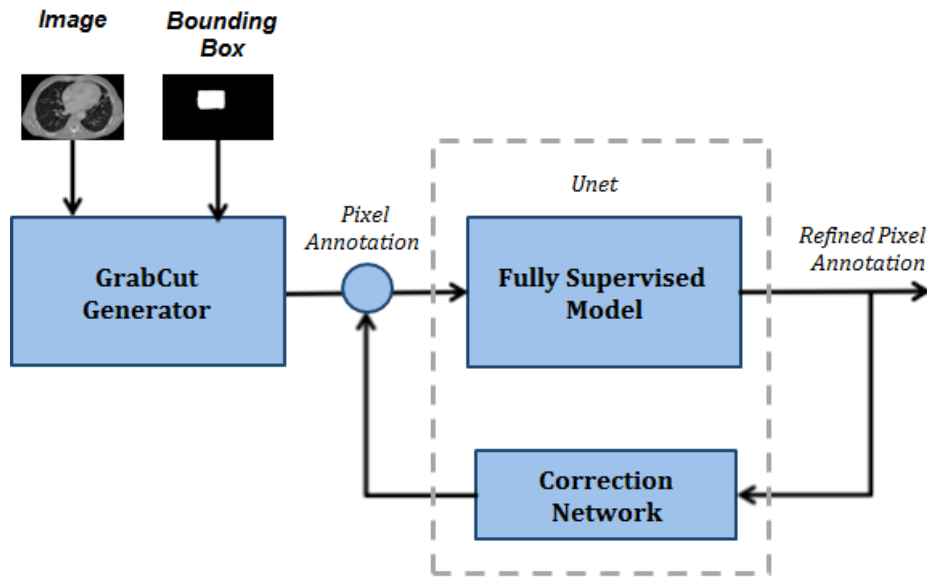 Image
Bounding
Box
GrabCut
Generator
Pixel
Annotation
Unet
Fully Supervised
Model
Refined Pixel
Annotation
Correction
Network